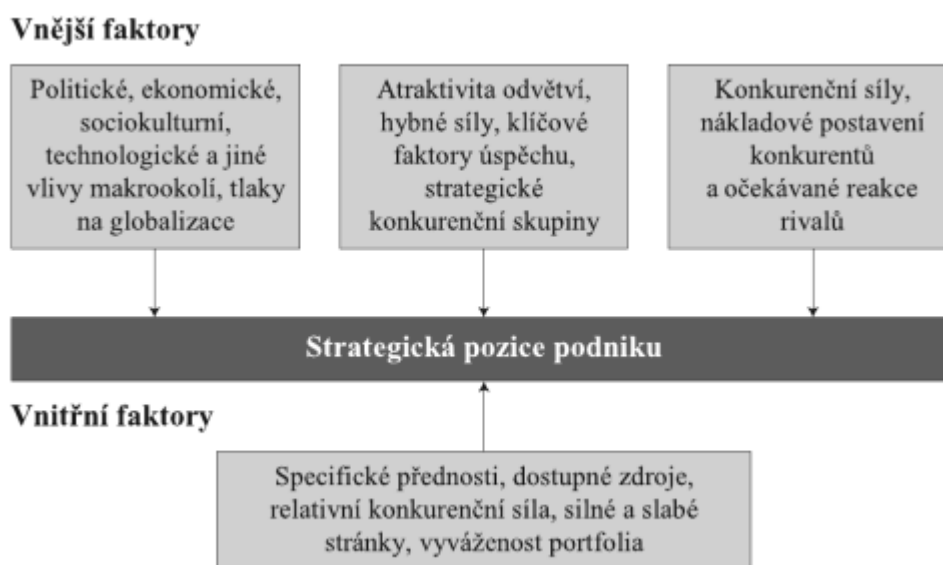 Vnější faktory
Politické, ekonomické,
sociokulturní,
technologické a jiné
vlivy makrookolí, tlaky
na globalizace
Atraktivita odvětví,
hybné síly, klíčové
faktory úspěchu,
strategické
konkurenční skupiny
Konkurenční síly,
nákladové postavení
konkurentů
a očekávané reakce
rivalů
Strategická pozice podniku
Vnitřní faktory
Specifické přednosti, dostupné zdroje,
relativní konkurenční síla, silné a slabé
stránky, vyváženost portfolia